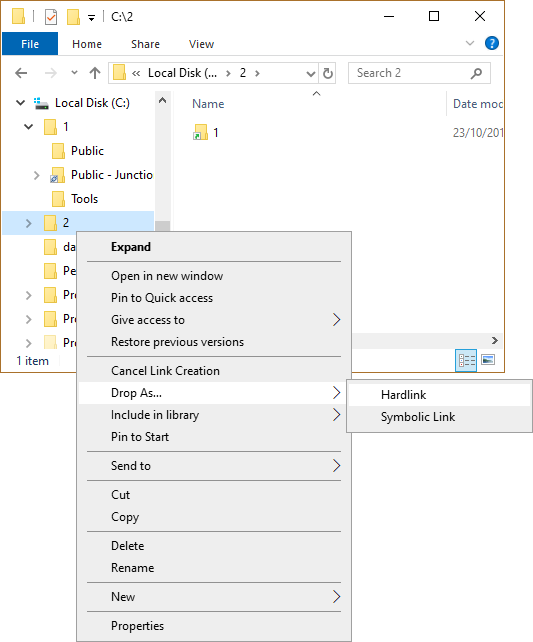 C:\2
File Home Share View
« Local Disk (... › 2 › Search 2
Local Disk (C:)
1
Public
Public - Junctio
Tools
2
da
Pe
Pro
Pro
Pro
Name Date mod
1 23/10/201
1 item
Expand
Open in new window
Pin to Quick access
Give access to
Restore previous versions
Cancel Link Creation
Drop As...
Include in library
Pin to Start
Send to
Cut
Copy
Delete
Rename
New
Properties
Hardlink
Symbolic Link